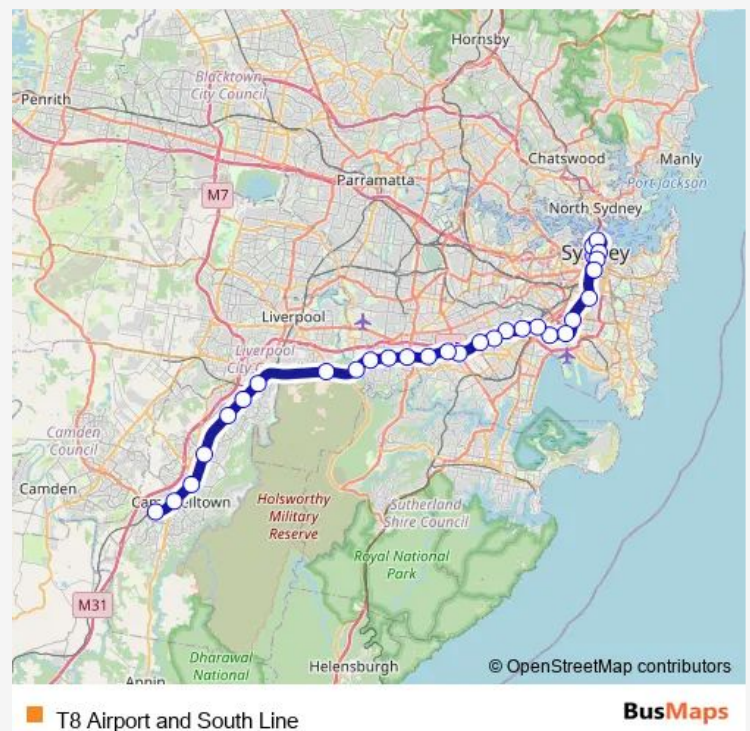 Hornsby
Blacktown
City Council
Penrith
Chatswood
Manly
Parramatta
Port Jackson
M7
North Sydney
Liverpool
Liverpool
Camden
Council
Camden
Holsworthy
Military
Reserve
Sutherland
Shire Council
Royal National
Park
M31
Dharawal
National
Helensburgh
© OpenStreetMap contributors
T8 Airport and South Line
BusMaps